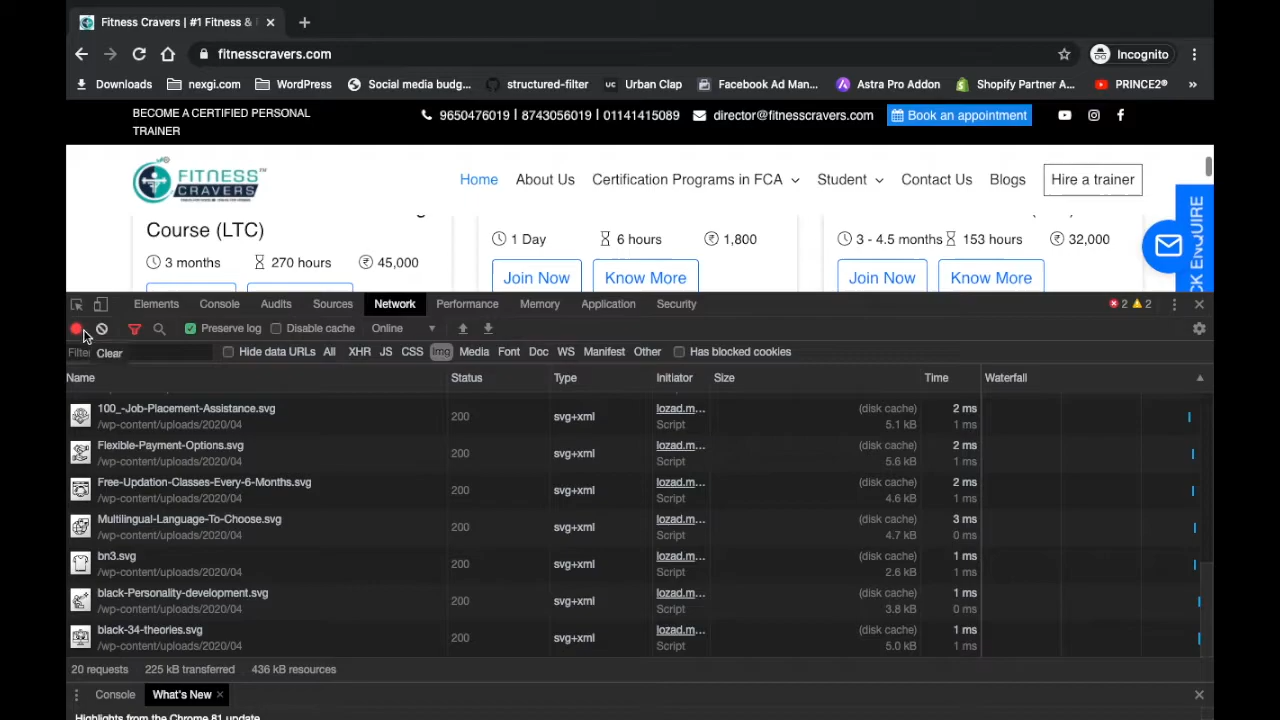 Fitness Cravers | #1 Fitness &
fitnesscravers.com
Incognito
Downloads nexgi.com WordPress Social media budg... structured-filter UC Urban Clap Facebook Ad Man... Astra Pro Addon Shopify Partner A... PRINCE2® »
BECOME A CERTIFIED PERSONAL
TRAINER
9650476019 | 8743056019 | 01141415089 director@fitnesscravers.com Book an appointment
FITNESS
CRAVERS
Home About Us Certification Programs in FCA Student Contact Us Blogs Hire a trainer
Course (LTC)
3 months 270 hours 45,000
1 Day 6 hours 1,800
Join Now Know More
3 - 4.5 months 153 hours 32,000
Join Now Know More
CK ENQUIRE
Elements Console Audits Sources Network Performance Memory Application Security 2 2
Preserve log Disable cache Online
Filte Clear Hide data URLs All XHR JS CSS Img Media Font Doc WS Manifest Other Has blocked cookies
Name Status Type Initiator Size Time Waterfall
100_-Job-Placement-Assistance.svg
/wp-content/uploads/2020/04
200 svg+xml lozad.m...
Script
(disk cache)
5.1 kB
2 ms
1 ms
Flexible-Payment-Options.svg
/wp-content/uploads/2020/04
200 svg+xml lozad.m...
Script
(disk cache)
5.6 kB
2 ms
1 ms
Free-Updation-Classes-Every-6-Months.svg
/wp-content/uploads/2020/04
200 svg+xml lozad.m...
Script
(disk cache)
4.6 kB
2 ms
1 ms
Multilingual-Language-To-Choose.svg
/wp-content/uploads/2020/04
200 svg+xml lozad.m...
Script
(disk cache)
4.7 kB
3 ms
0 ms
bn3.svg
/wp-content/uploads/2020/04
200 svg+xml lozad.m...
Script
(disk cache)
2.6 kB
1 ms
1 ms
black-Personality-development.svg
/wp-content/uploads/2020/04
200 svg+xml lozad.m...
Script
(disk cache)
3.8 kB
1 ms
0 ms
black-34-theories.svg
/wp-content/uploads/2020/04
200 svg+xml lozad.m...
Script
(disk cache)
5.0 kB
1 ms
1 ms
20 requests 225 kB transferred 436 kB resources
Console What's New
Highlights from the Chrome 81 update